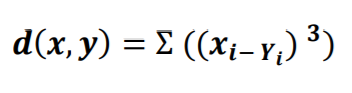 d(x, y) = Σ ((x_{i−Y_i}) ³)